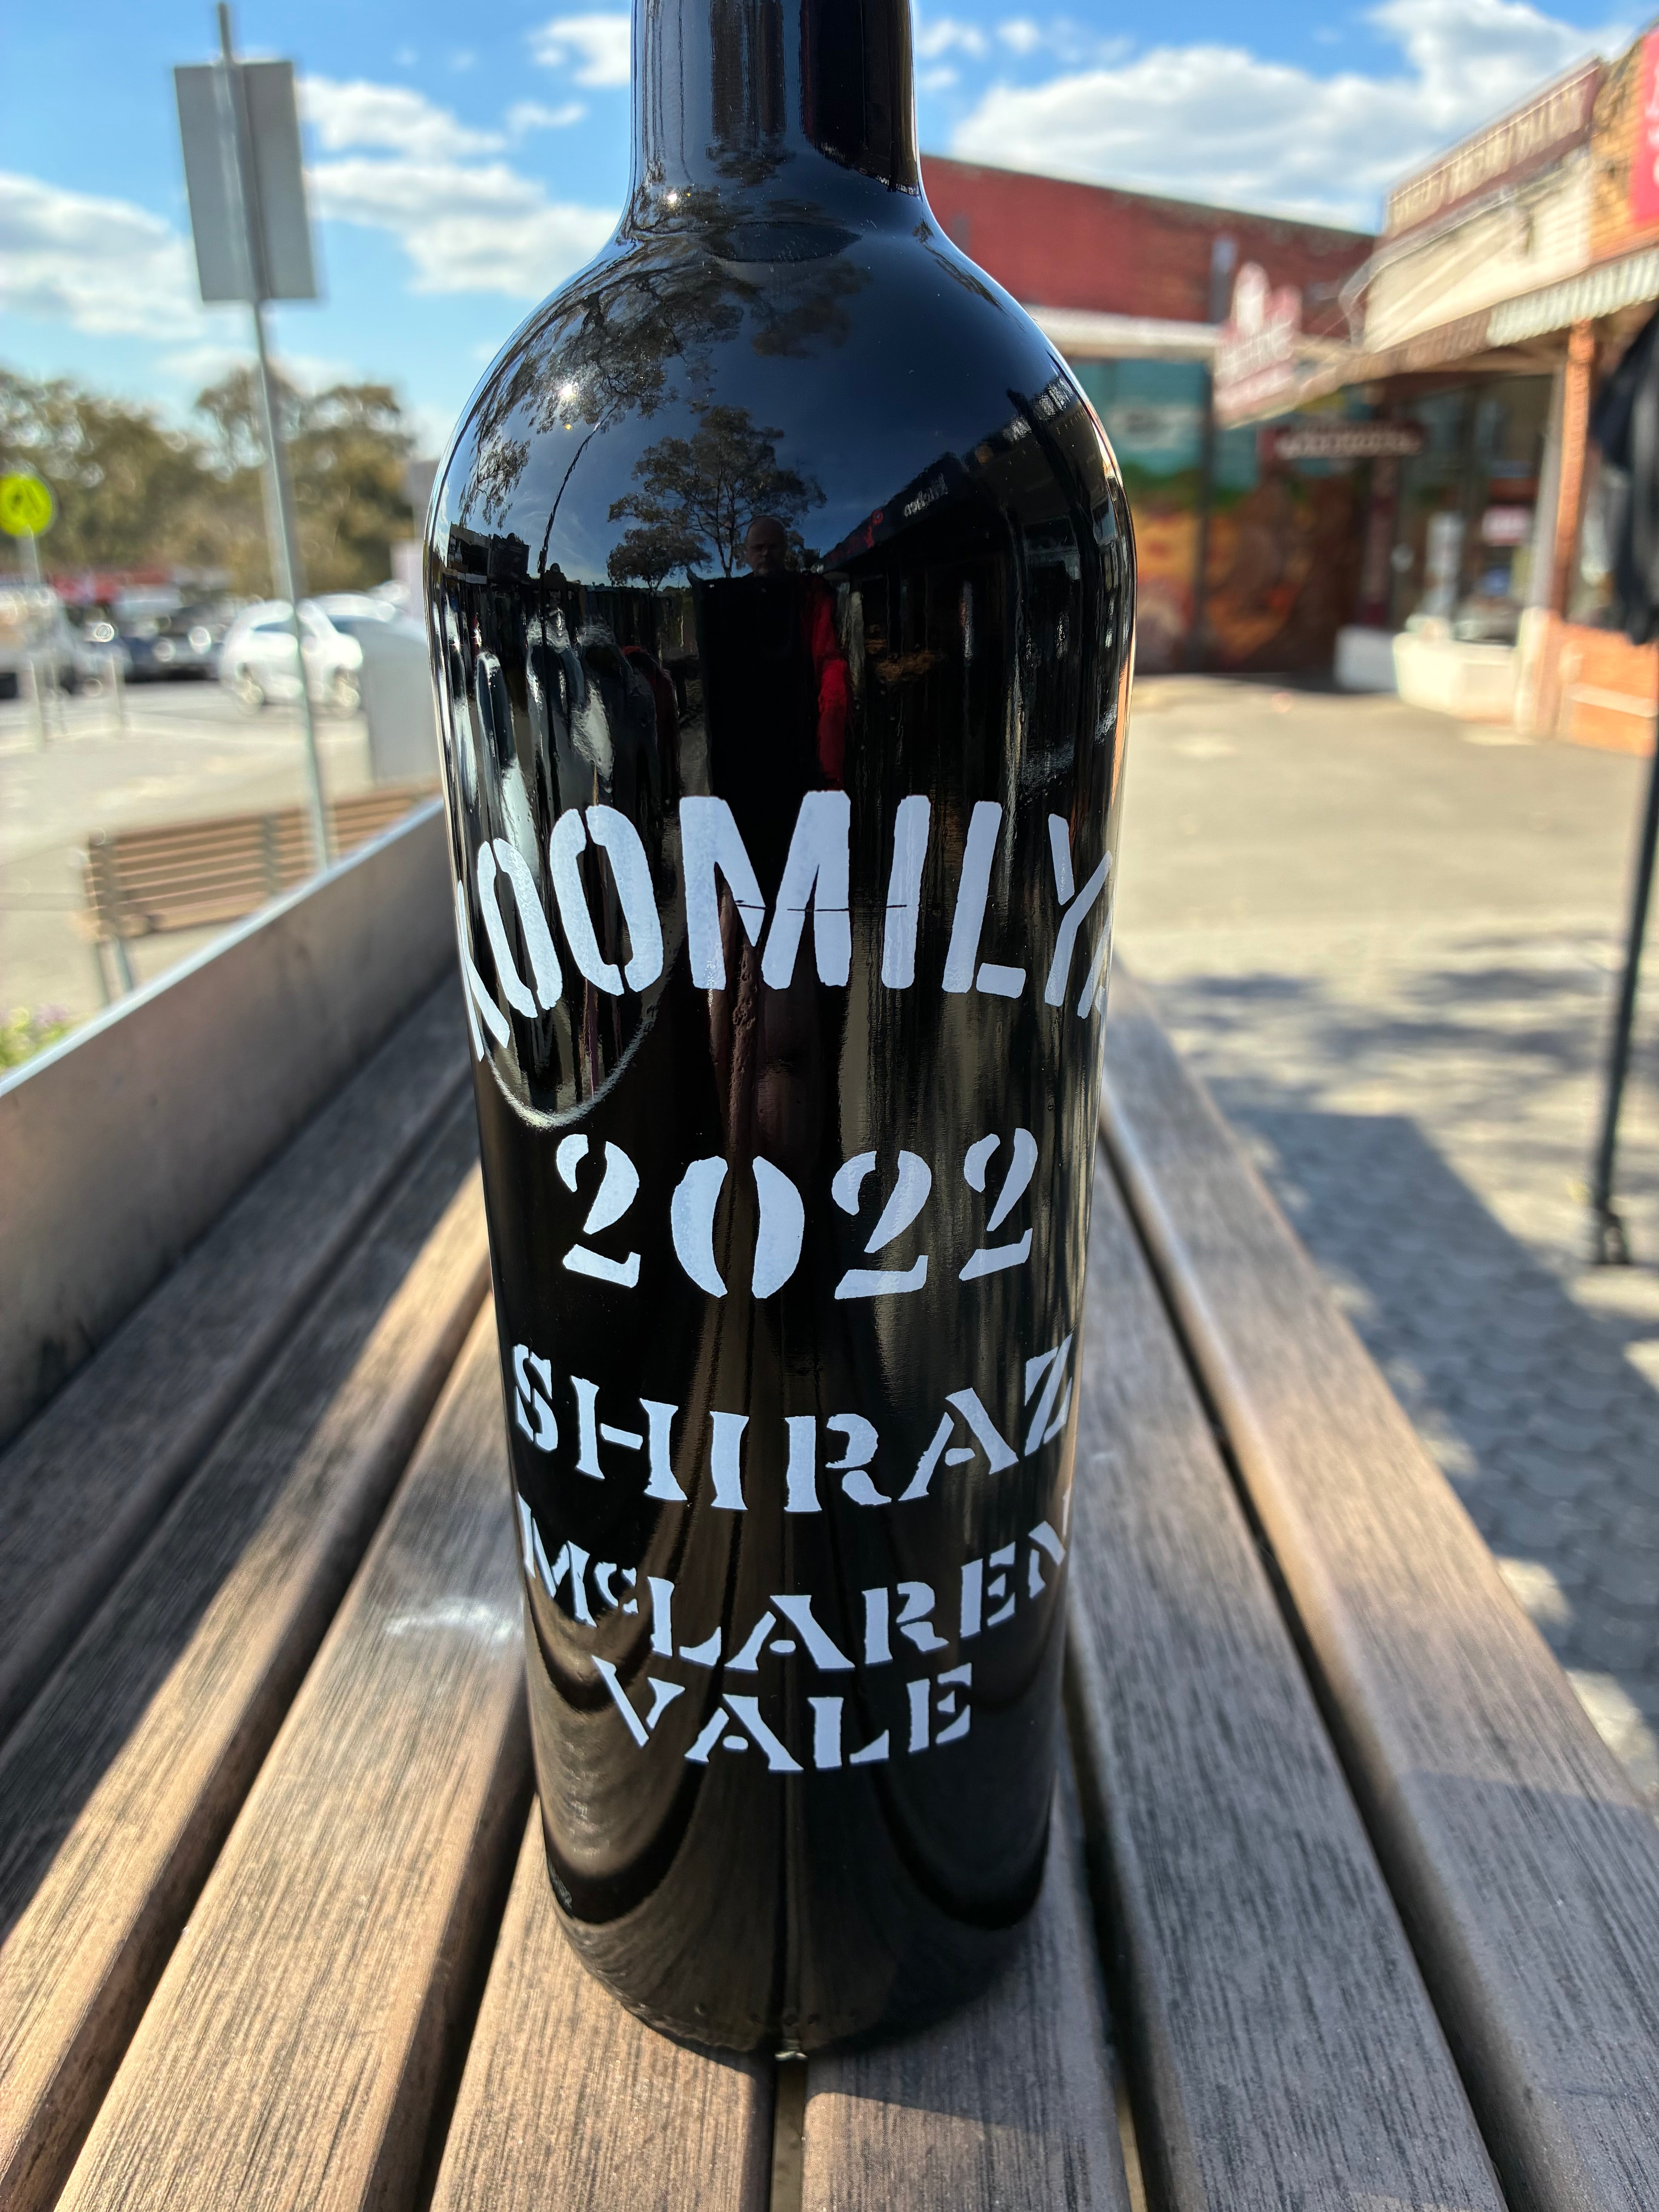 KOOMILYA
2022
SHIRAZ
McLAREN
VALE